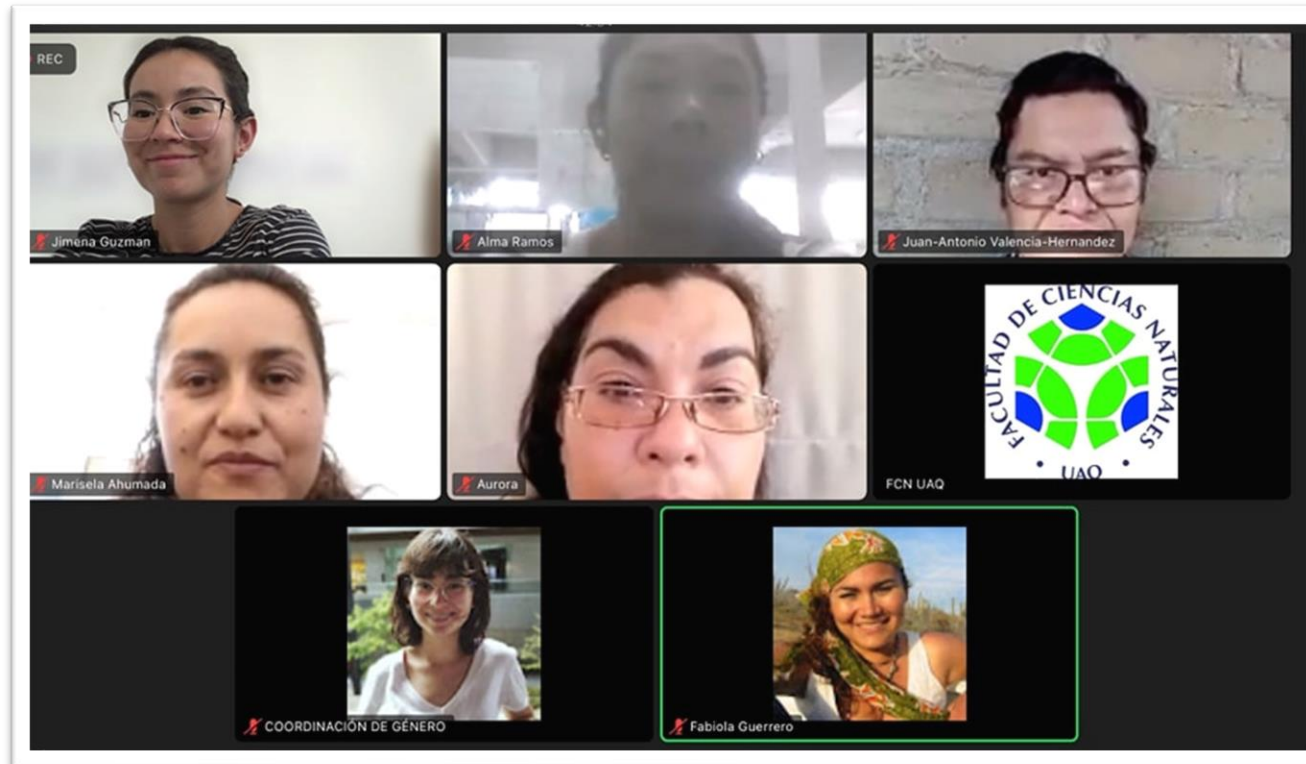 REC
Jimena Guzman
Alma Ramos
Juan-Antonio Valencia-Hernandez
Marisela Ahumada
Aurora
FACULTAD DE CIENCIAS NATURALES
• UAQ •
FCN UAQ
COORDINACIÓN DE GÉNERO
Fabiola Guerrero